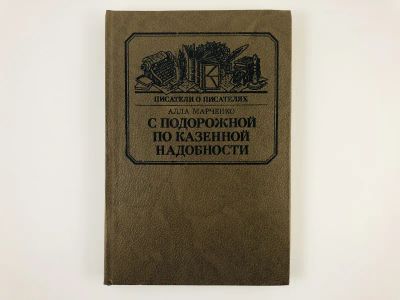 ПИСАТЕЛИ О ПИСАТЕЛЯХ
АЛЛА МАРЧЕНКО
С ПОДОРОЖНОЙ
ПО КАЗЕННОЙ
НАДОБНОСТИ